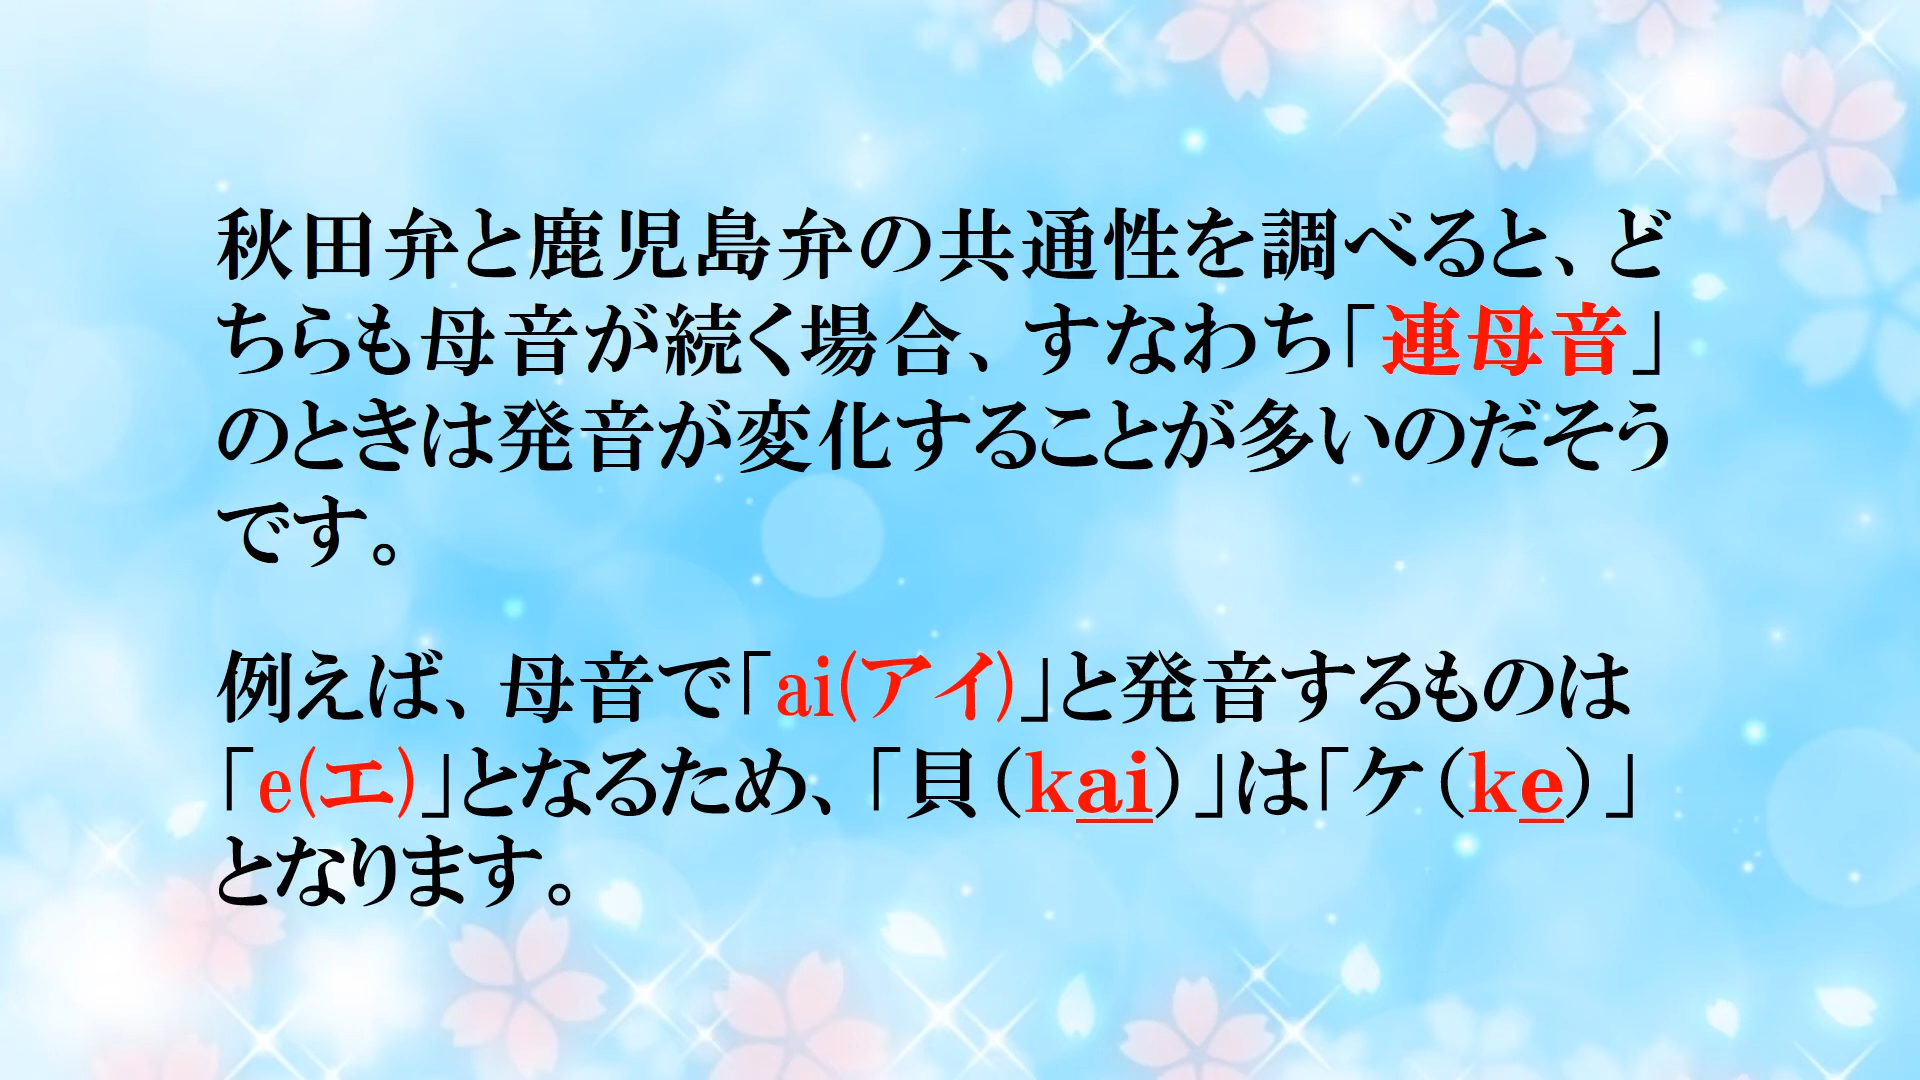 秋田弁と鹿児島弁の共通性を調べると、ど
ちらも母音が続く場合、すなわち「連母音」
のときは発音が変化することが多いのだそう
です。
例えば、母音で「ai(アイ)」と発音するものは
「e(エ)」となるため、「貝（kai）」は「ケ（ke）」
となります。